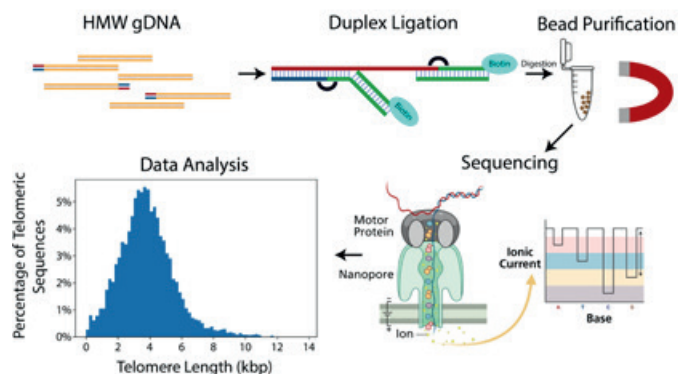 HMW gDNA
Duplex Ligation
Bead Purification
Biotin
Biotin
Digestion
Data Analysis
Sequencing
Percentage of Telomeric
Sequences
5%
4%
3%
2%
1%
0%
0 2 4 6 8 10 12 14
Telomere Length (kbp)
Motor
Protein
Nanopore
Ion
Ionic
Current
A T C G
Base